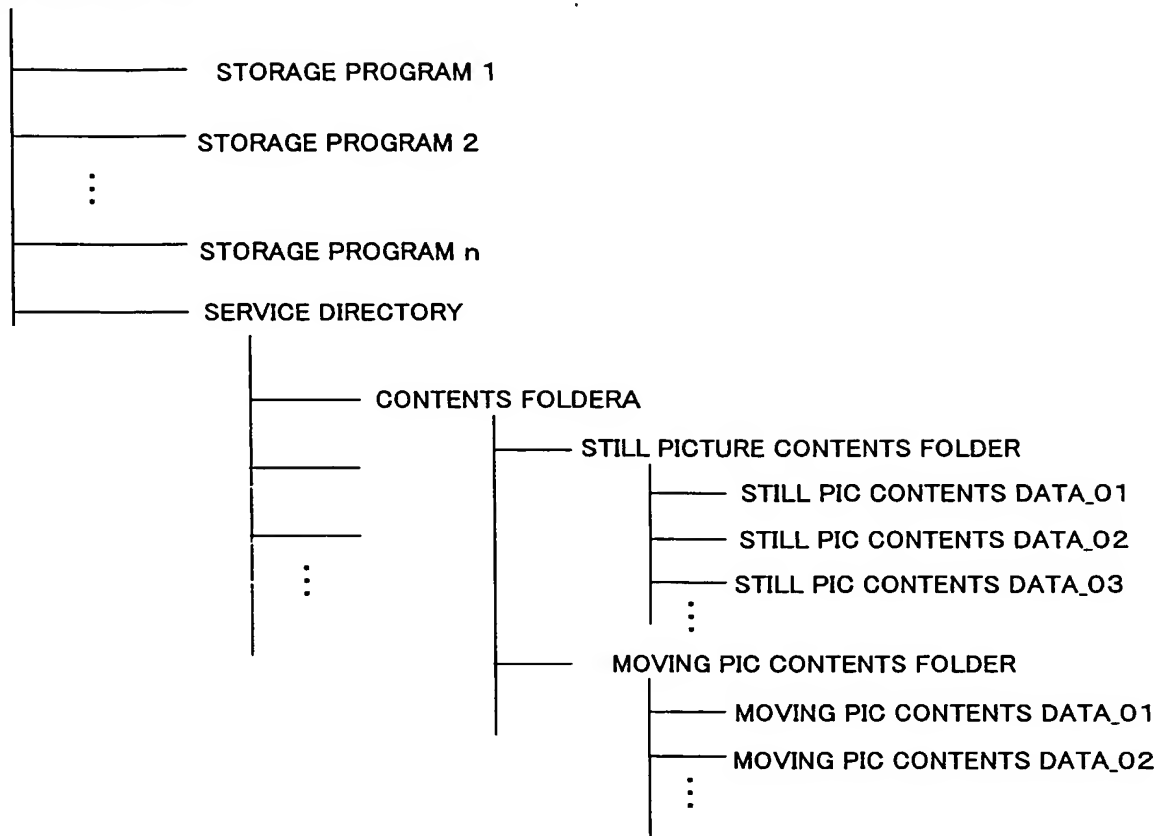 STORAGE PROGRAM 1
STORAGE PROGRAM 2
STORAGE PROGRAM n
SERVICE DIRECTORY
CONTENTS FOLDERA
STILL PICTURE CONTENTS FOLDER
STILL PIC CONTENTS DATA_01
STILL PIC CONTENTS DATA_02
STILL PIC CONTENTS DATA_03
MOVING PIC CONTENTS FOLDER
MOVING PIC CONTENTS DATA_01
MOVING PIC CONTENTS DATA_02